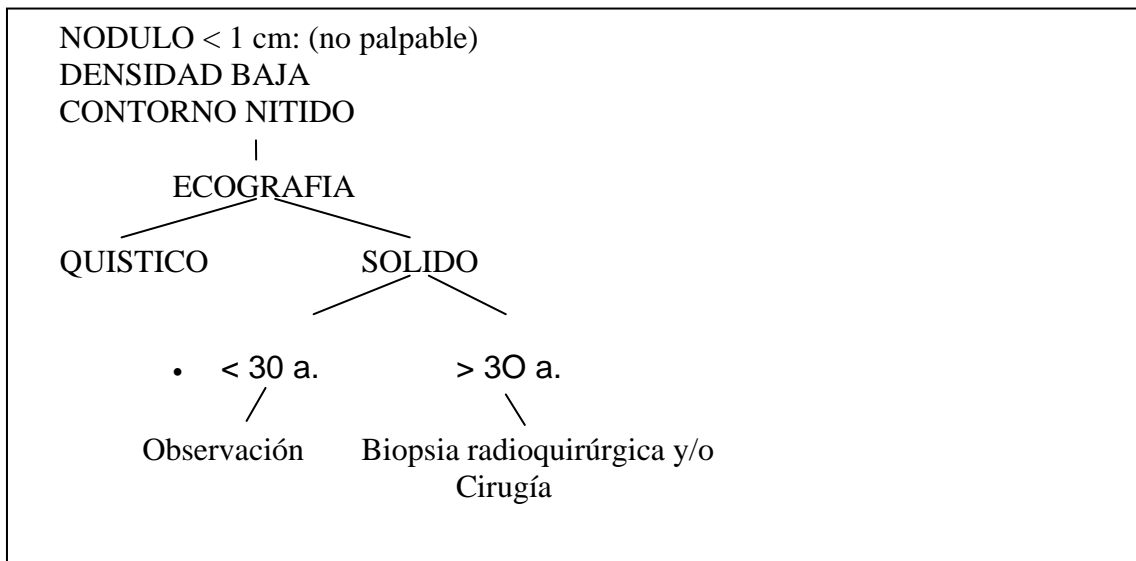 NODULO < 1 cm: (no palpable)
DENSIDAD BAJA
CONTORNO NITIDO
ECOGRAFIA
QUISTICO SOLIDO
• < 30 a. > 3O a.
Observación Biopsia radioquirúrgica y/o
Cirugía